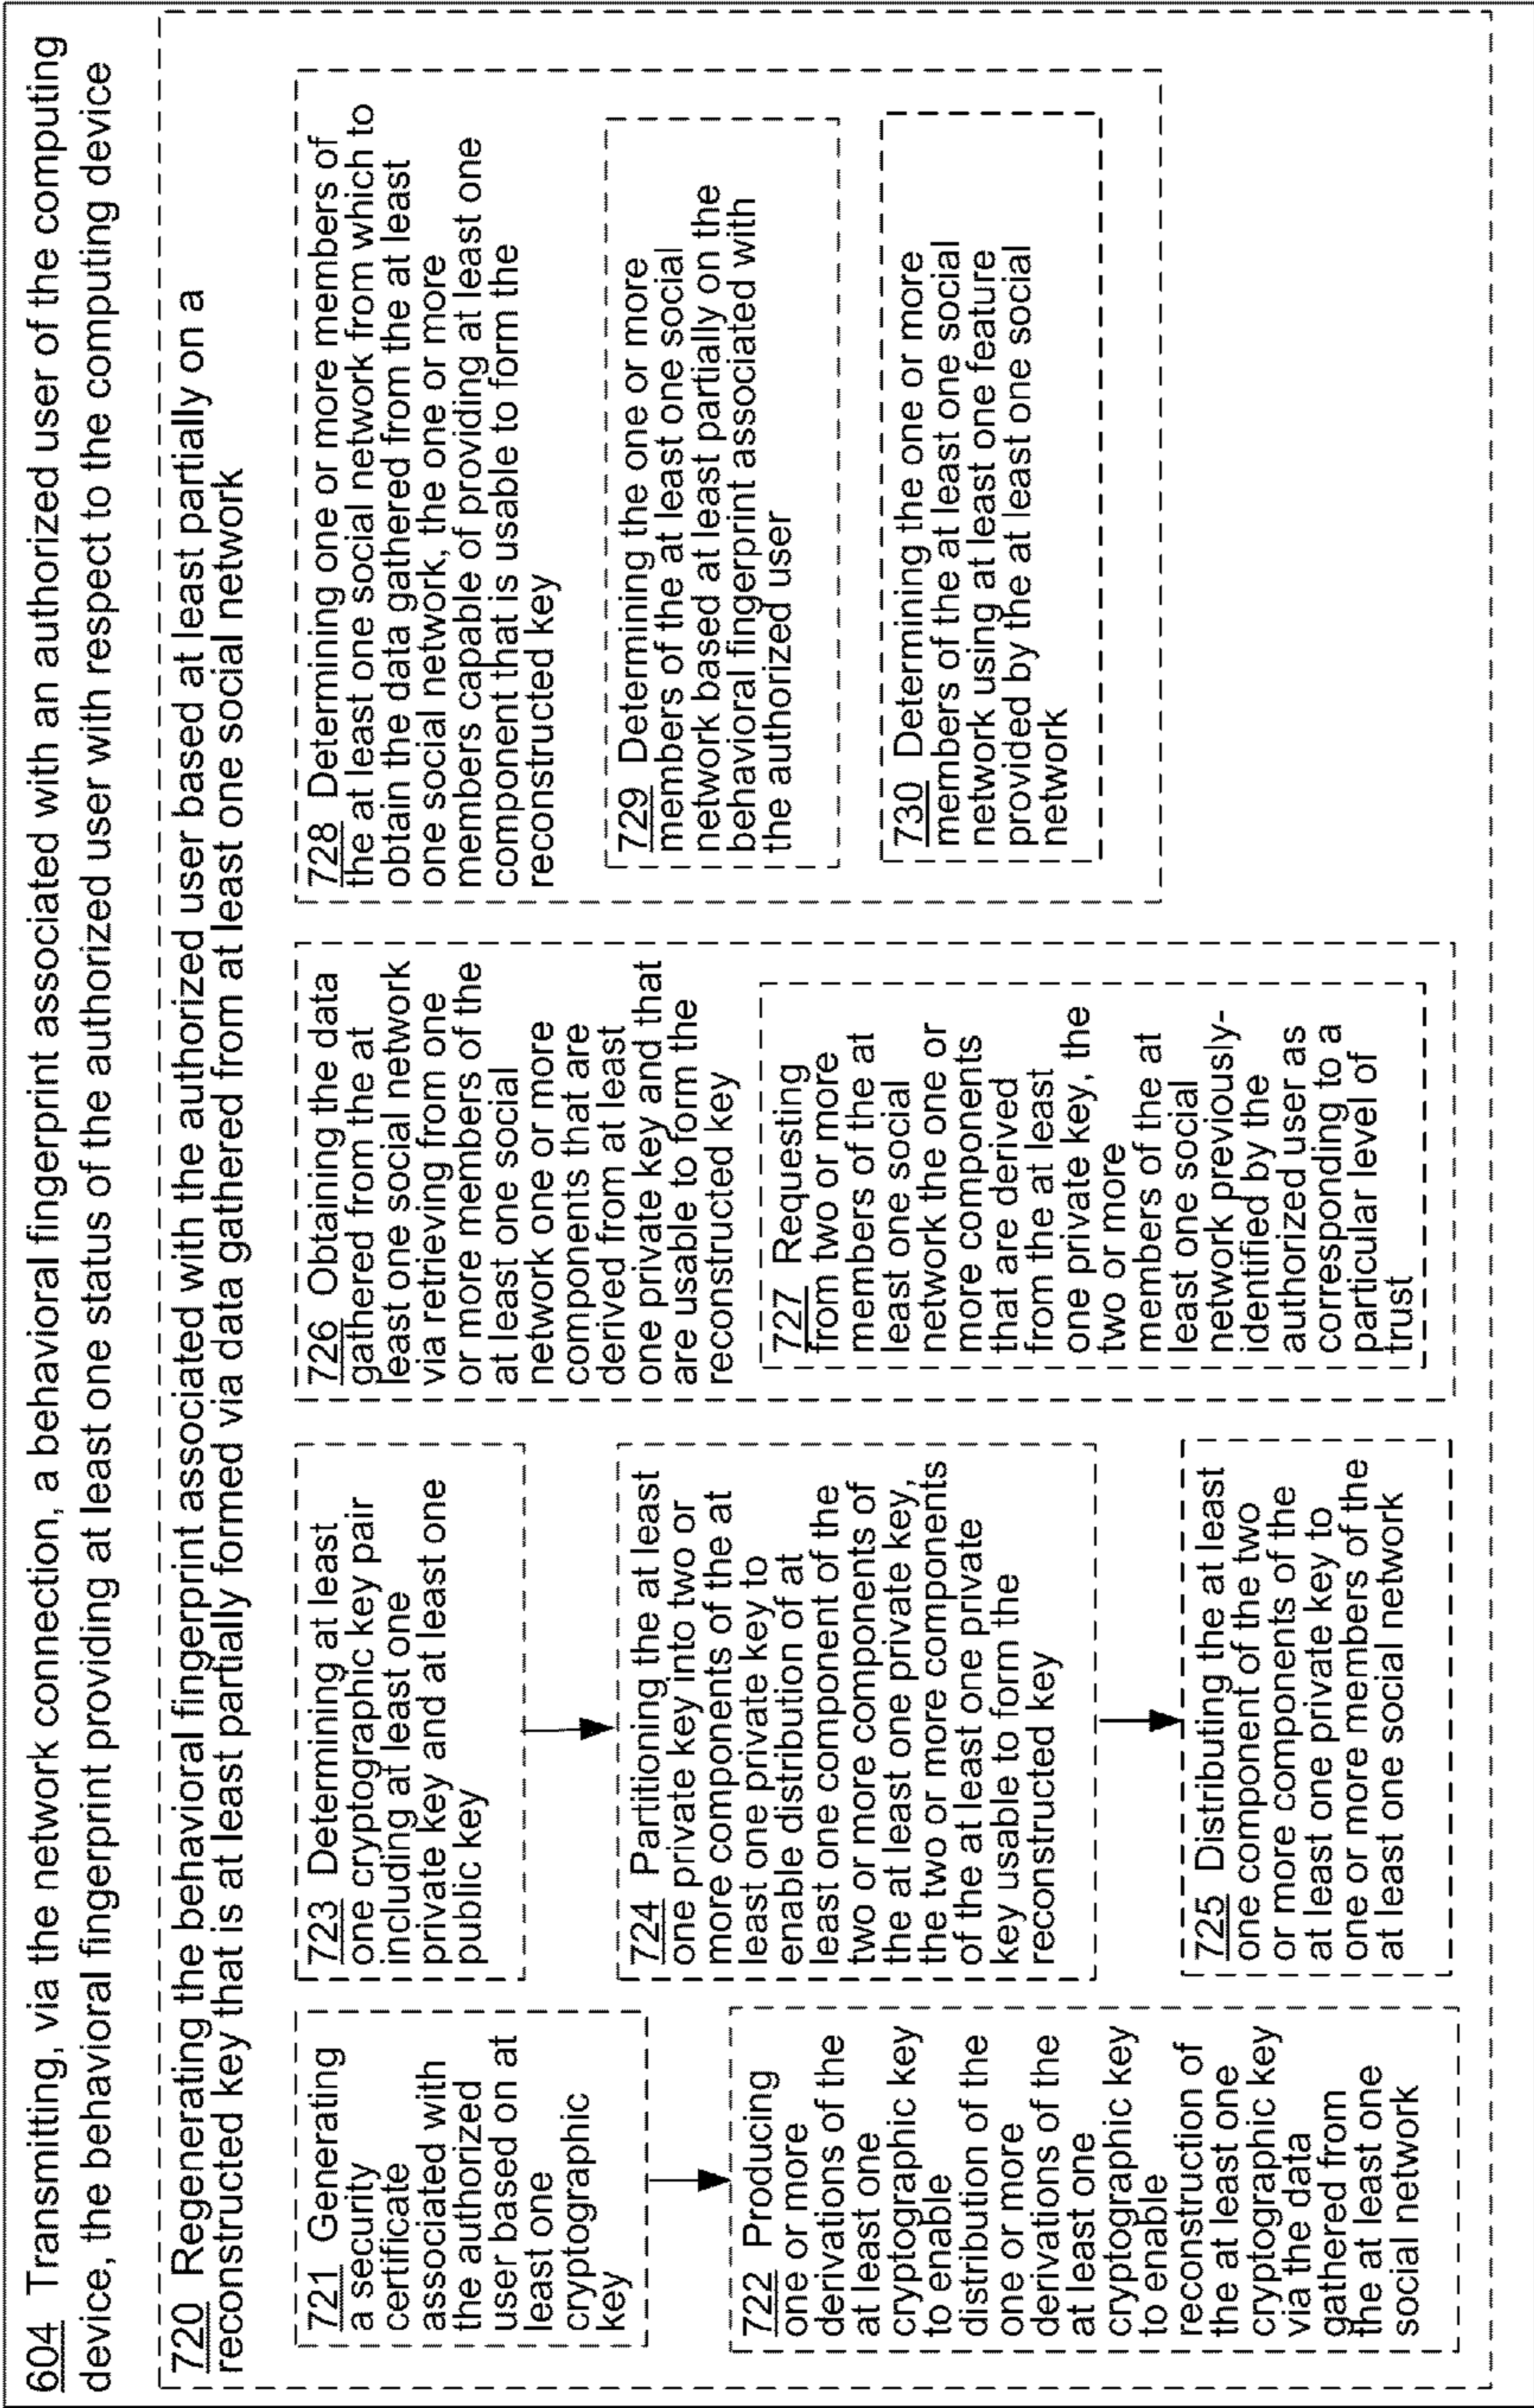 604 Transmitting, via the network connection, a behavioral fingerprint associated with an authorized user of the computing
device, the behavioral fingerprint providing at least one status of the authorized user with respect to the computing device
720 Regenerating the behavioral fingerprint associated with the authorized user based at least partially on a
reconstructed key that is at least partially formed via data gathered from at least one social network
721 Generating
a security
certificate
associated with
the authorized
user based on at
least one
cryptographic
key
722 Producing
one or more
derivations of the
at least one
cryptographic key
to enable
distribution of the
one or more
derivations of the
at least one
cryptographic key
to enable
reconstruction of
the at least one
cryptographic key
via the data
gathered from
the at least one
social network
723 Determining at least
one cryptographic key pair
including at least one
private key and at least one
public key
724 Partitioning the at least
one private key into two or
more components of the at
least one private key to
enable distribution of at
least one component of the
two or more components of
the at least one private key,
the two or more components
of the at least one private
key usable to form the
reconstructed key
725 Distributing the at least
one component of the two
or more components of the
at least one private key to
one or more members of the
at least one social network
726 Obtaining the data
gathered from the at
least one social network
via retrieving from one
or more members of the
at least one social
network one or more
components that are
derived from at least
one private key and that
are usable to form the
reconstructed key
727 Requesting
from two or more
members of the at
least one social
network the one or
more components
that are derived
from the at least
one private key, the
two or more
members of the at
least one social
network previously-
identified by the
authorized user as
corresponding to a
particular level of
trust
728 Determining one or more members of
the at least one social network from which to
obtain the data gathered from the at least
one social network, the one or more
members capable of providing at least one
component that is usable to form the
reconstructed key
729 Determining the one or more
members of the at least one social
network based at least partially on the
behavioral fingerprint associated with
the authorized user
730 Determining the one or more
members of the at least one social
network using at least one feature
provided by the at least one social
network